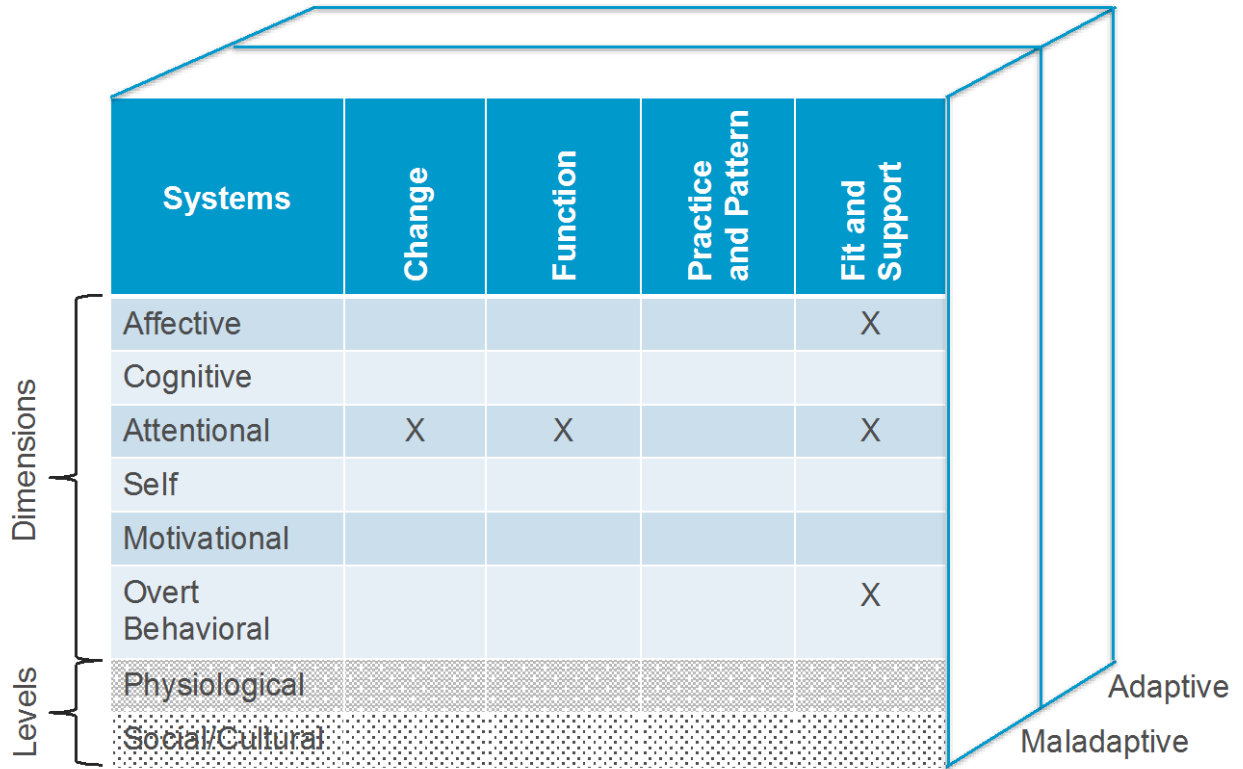 Systems
Change
Function
Practice
and Pattern
Fit and
Support
Dimensions
Affective
X
Cognitive
Attentional
X
X
X
Self
Motivational
Overt
Behavioral
X
Levels
Physiological
Social/Cultural
Adaptive
Maladaptive